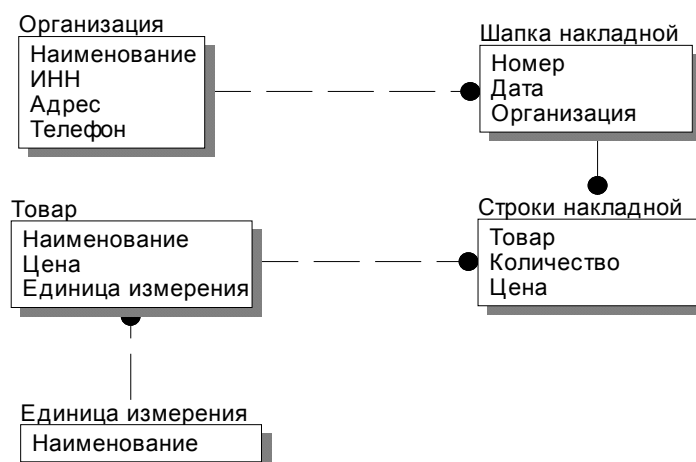 Организация
Наименование
ИНН
Адрес
Телефон
Шапка накладной
Номер
Дата
Организация
Товар
Наименование
Цена
Единица измерения
Строки накладной
Товар
Количество
Цена
Единица измерения
Наименование